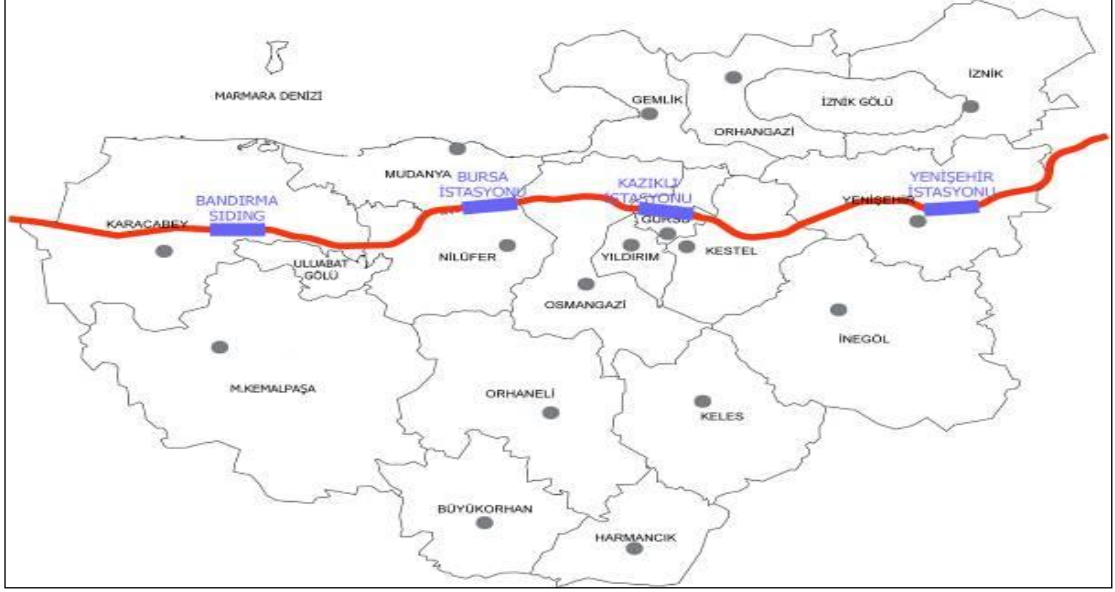 İZNİK
MARMARA DENİZİ
GEMLİK
İZNİK GÖLÜ
ORHANGAZİ
MUDANYA
BURSA
İSTASYONU
KAZIKLI
İSTASYONU
YENİŞEHİR
İSTASYONU
BANDIRMA
SIDING
KARACABEY
YENİŞEHİR
GÜRSU
ULUABAT
GÖLÜ
NİLÜFER
YILDIRIM
KESTEL
OSMANGAZİ
İNEGÖL
M.KEMALPAŞA
ORHANELİ
KELES
BÜYÜKORHAN
HARMANCIK